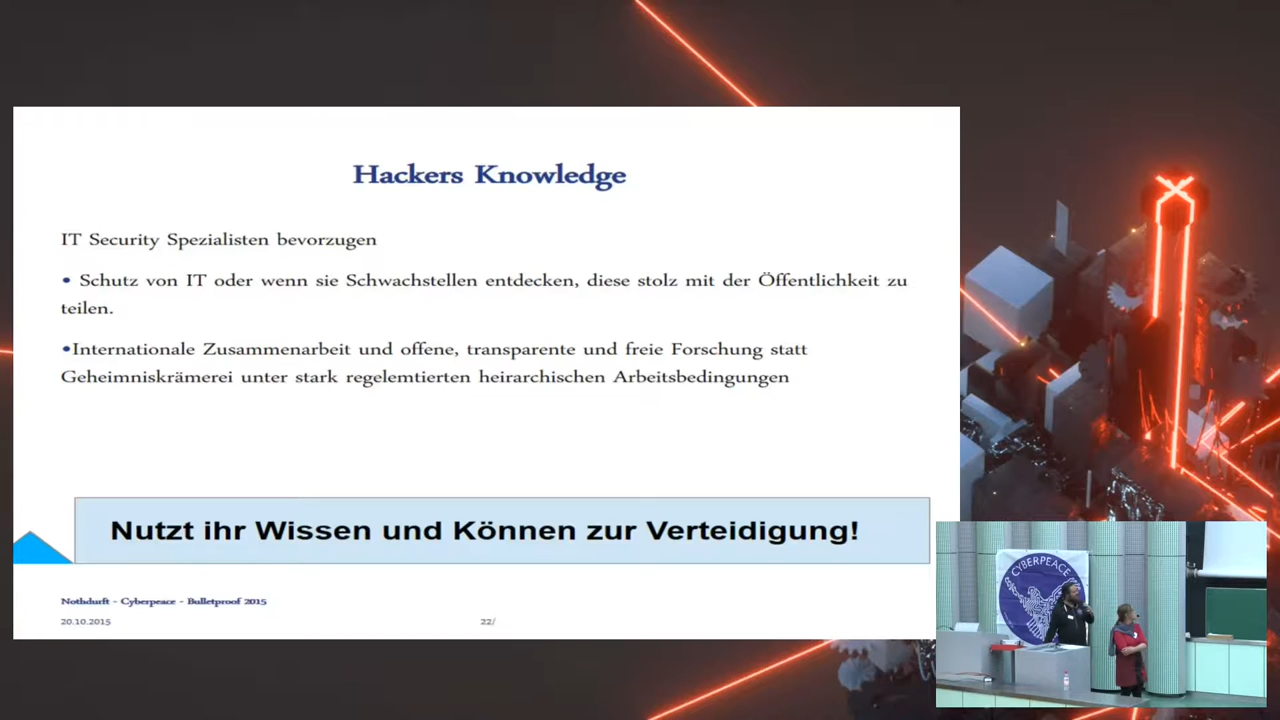 Hackers Knowledge
IT Security Spezialisten bevorzugen
• Schutz von IT oder wenn sie Schwachstellen entdecken, diese stolz mit der Öffentlichkeit zu
teilen.
•Internationale Zusammenarbeit und offene, transparente und freie Forschung statt
Geheimniskrämerei unter stark regelemtierten heirarchischen Arbeitsbedingungen
Nutzt ihr Wissen und Können zur Verteidigung!
Nothdurft - Cyberpeace - Bulletproof 2015
20.10.2015
22/
CYBERPEACE